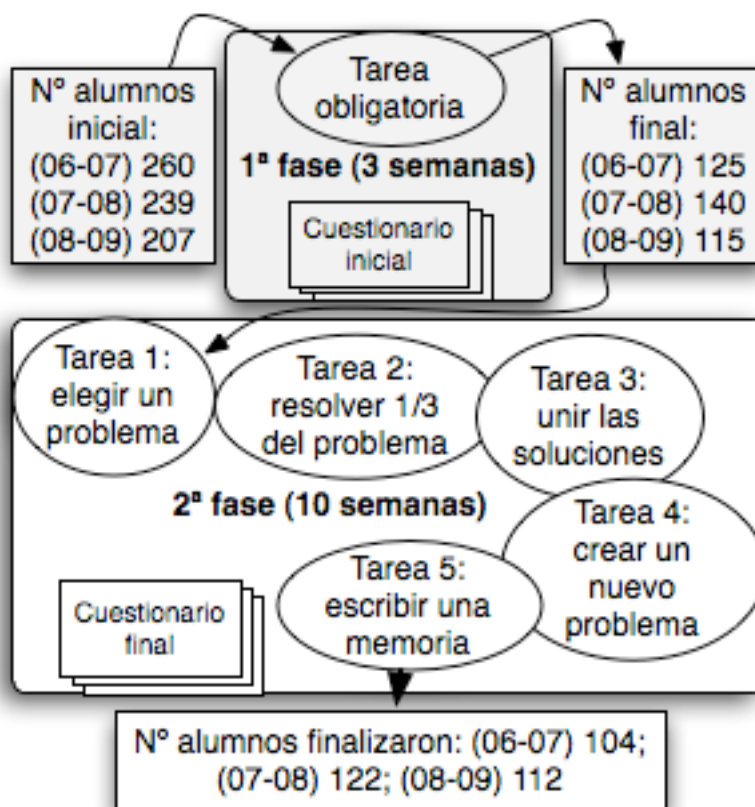 Nº alumnos
inicial:
(06-07) 260
(07-08) 239
(08-09) 207
Tarea
obligatoria
1ª fase (3 semanas)
Cuestionario
inicial
Nº alumnos
final:
(06-07) 125
(07-08) 140
(08-09) 115
Tarea 1:
elegir un
problema
Tarea 2:
resolver 1/3
del problema
Tarea 3:
unir las
soluciones
2ª fase (10 semanas)
Tarea 4:
crear un
nuevo
problema
Tarea 5:
escribir una
memoria
Cuestionario
final
Nº alumnos finalizaron: (06-07) 104;
(07-08) 122; (08-09) 112